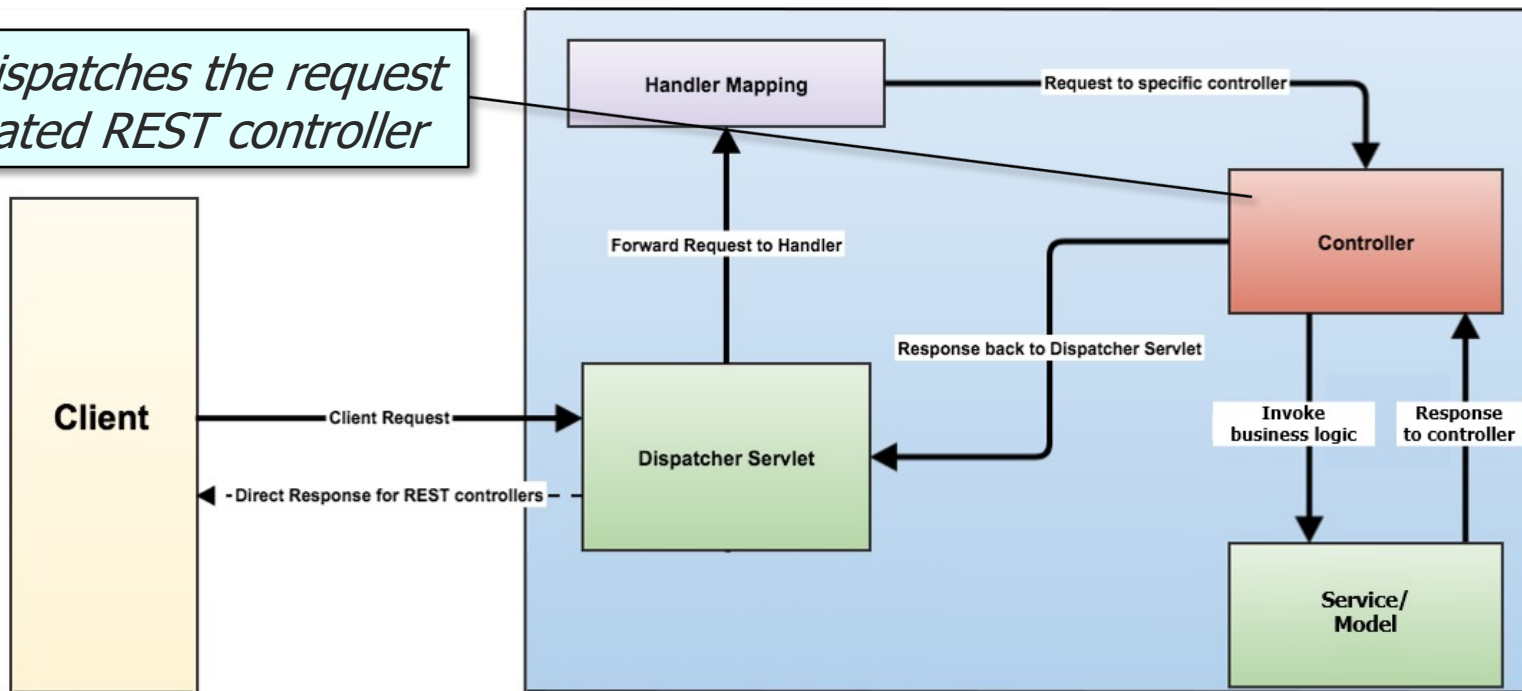 ispatches the request
ated REST controller
Handler Mapping
Request to specific controller
Forward Request to Handler
Controller
Response back to Dispatcher Servlet
Client
Client Request
Dispatcher Servlet
Direct Response for REST controllers
Invoke
business logic
Response
to controller
Service/
Model